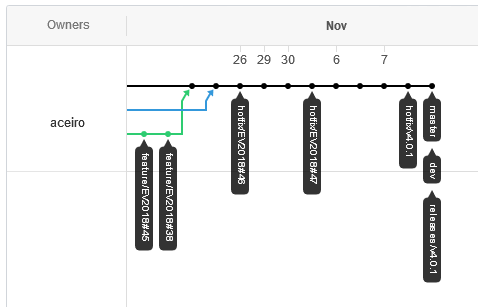 Owners
Nov
26 29 30 6 7
aceiro
feature/EV2018#45
feature/EV2018#38
hotfix/EV2018#46
hotfix/EV2018#47
hotfix/v4.0.1
master
dev
releases/v4.0.1